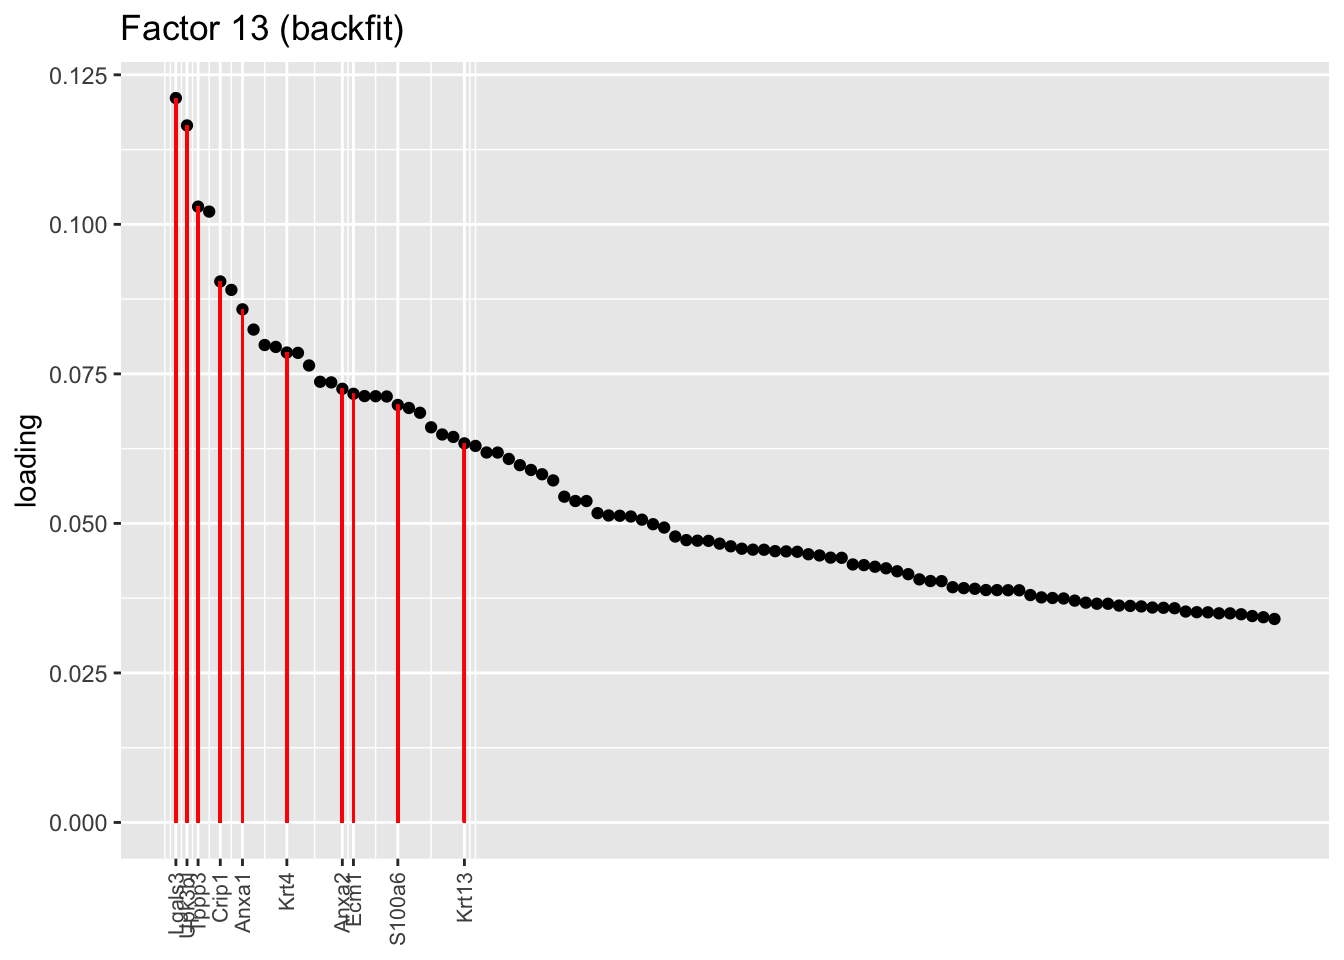 Factor 13 (backfit)
0.125
0.100
0.075
0.050
0.025
0.000
loading
Lgals3
Upk3bl
Tppp3
Crip1
Anxa1
Krt4
Anxa2
Ecm1
S100a6
Krt13